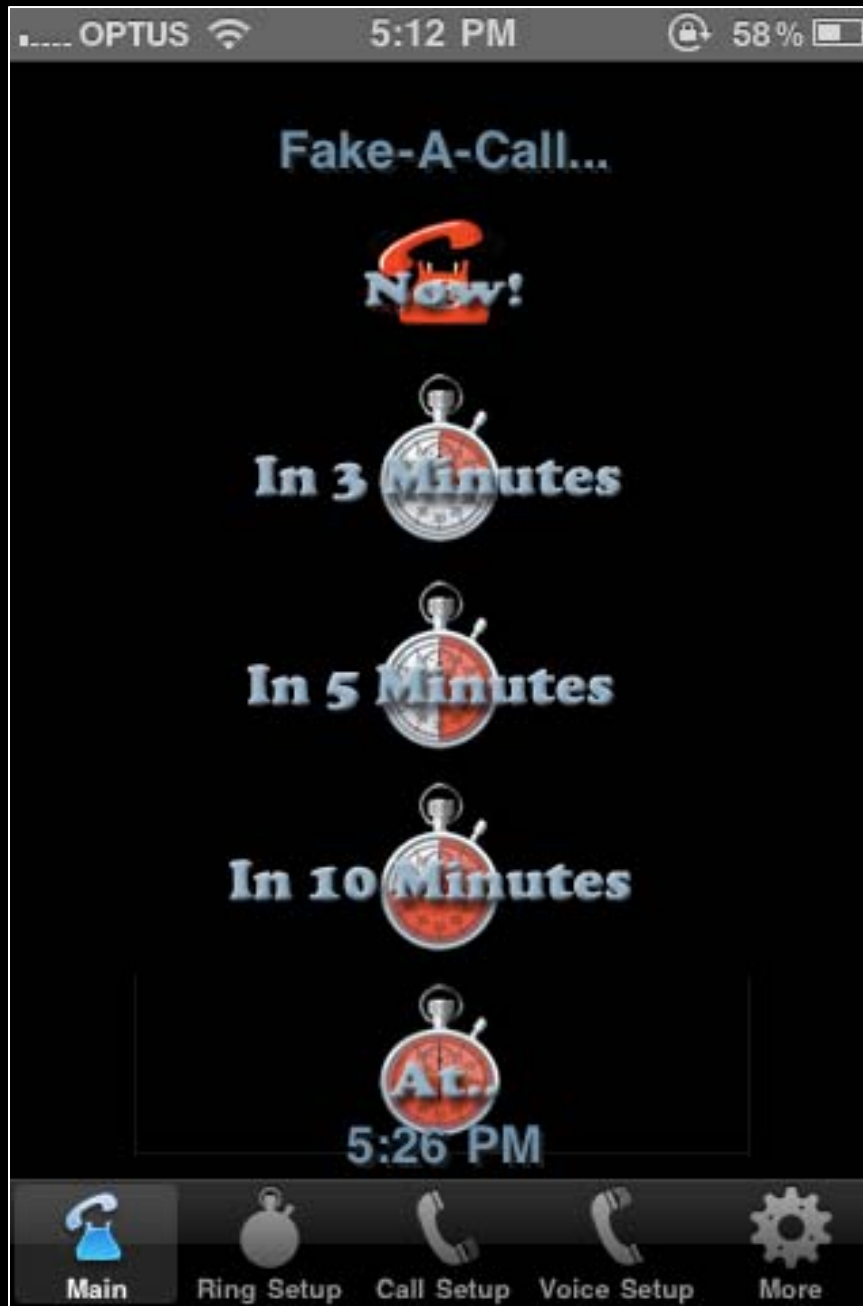 OPTUS 5:12 PM 58%
Fake-A-Call...
Now!
In 3 Minutes
In 5 Minutes
In 10 Minutes
At..
5:26 PM
Main Ring Setup Call Setup Voice Setup More